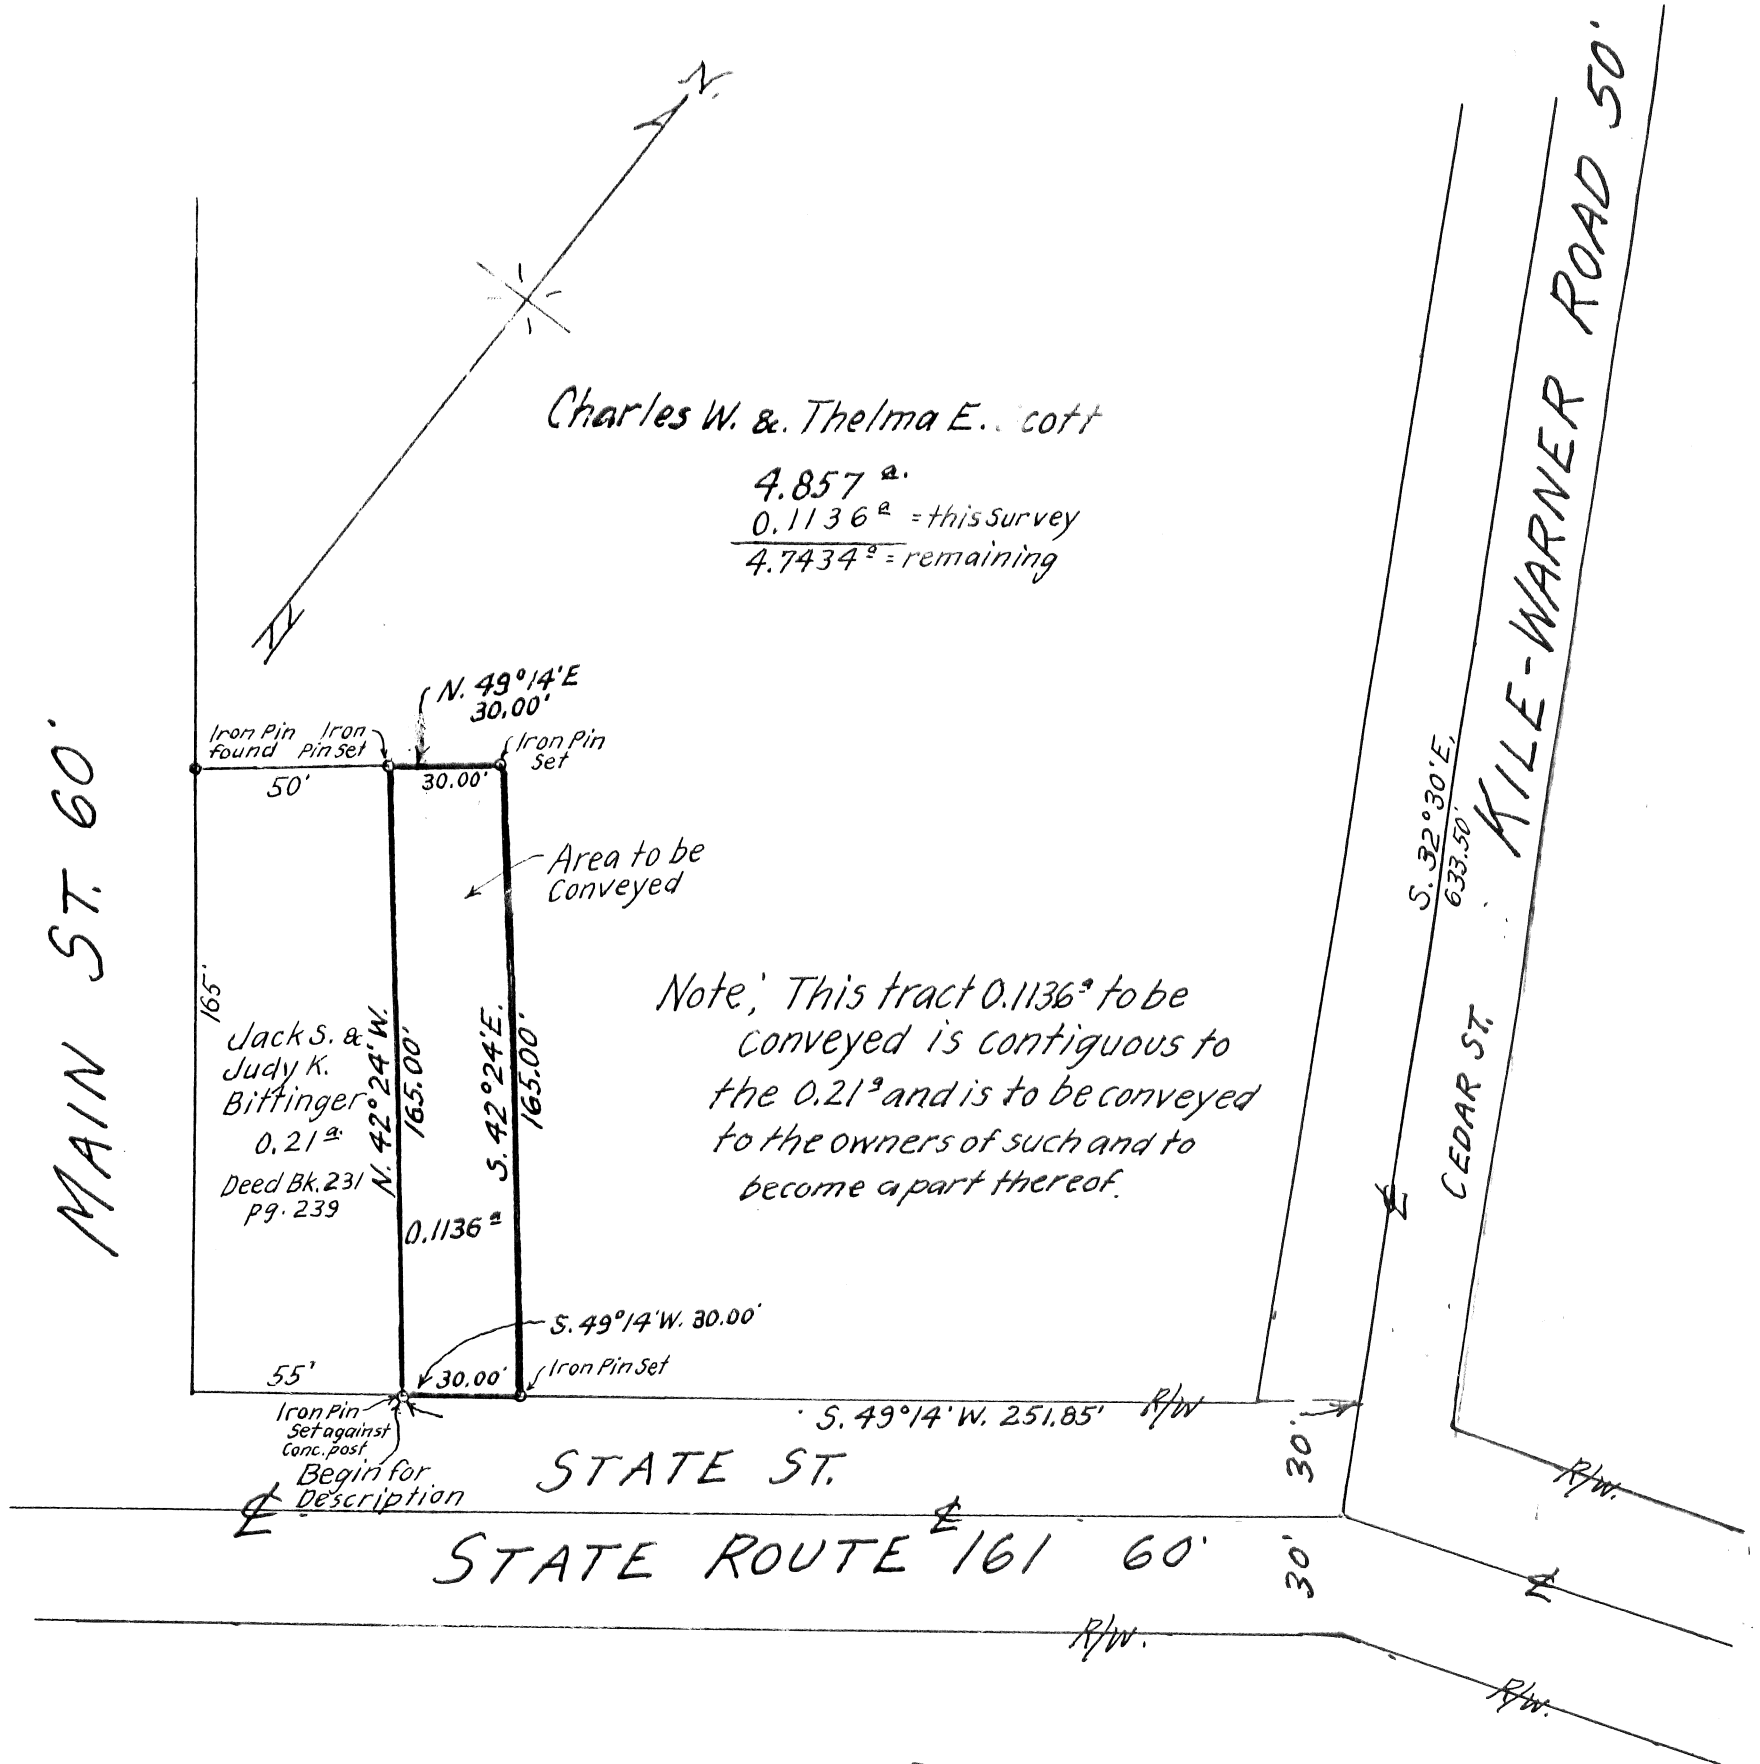 N.
KILE-WARNER ROAD 50'
Charles W. & Thelma E. cott
4.857 a.
0.1136 a = this Survey
4.7434 a = remaining
N. 49°14'E
30.00'
Iron Pin found
Iron Pin Set
Iron Pin Set
50'
30.00'
MAIN ST. 60'
Area to be
Conveyed
S. 32°30'E.
633.50'
165'
Jack S. &
Judy K.
Bittinger
0.21 a.
Deed Bk. 231
pg. 239
N. 42°24'W.
165.00'
S. 42°24'E.
165.00'
0.1136 a
Note; This tract 0.1136 a to be
conveyed is contiguous to
the 0.21 a and is to be conveyed
to the owners of such and to
become a part thereof.
CEDAR ST.
℄
S. 49°14'W. 30.00'
55'
30.00'
Iron Pin Set
Iron Pin
Set against
Conc. post
Begin for
Description
S. 49°14'W. 251.85'
R/W
STATE ST.
30'
R/W.
℄
℄
STATE ROUTE 161 60'
30'
℄
R/W.
R/W.